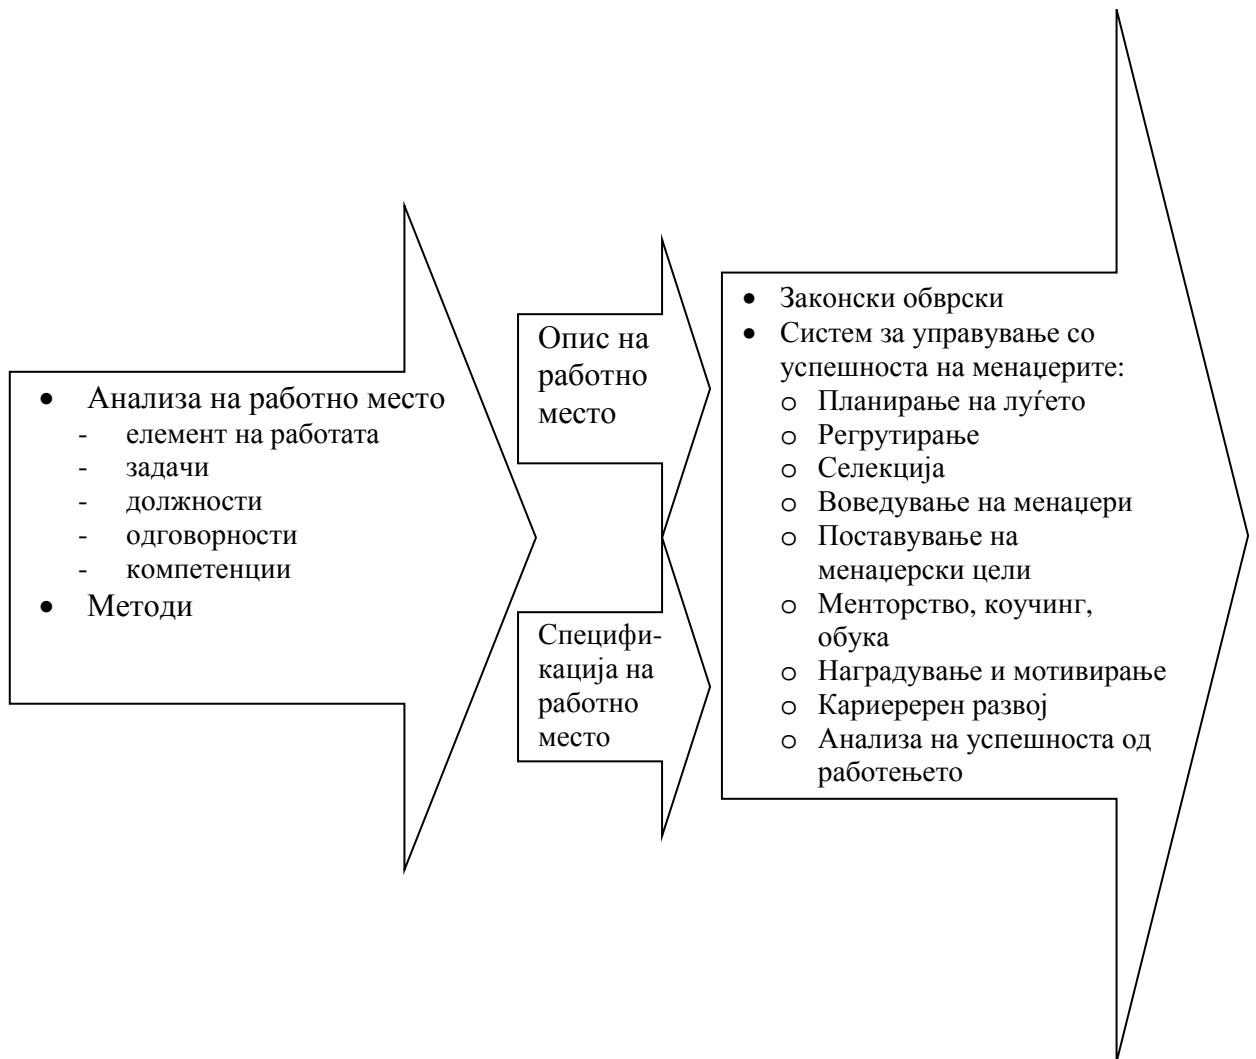 • Анализа на работно место
- елемент на работата
- задачи
- должности
- одговорности
- компетенции
• Методи
Опис на
работно
место
Специфи-
кација на
работно
место
• Законски обврски
• Систем за управување со
успешноста на менаџерите:
o Планирање на луѓето
o Регрутирање
o Селекција
o Воведување на менаџери
o Поставување на
менаџерски цели
o Менторство, коучинг,
обука
o Наградување и мотивирање
o Кариеререн развој
o Анализа на успешноста од
работењето